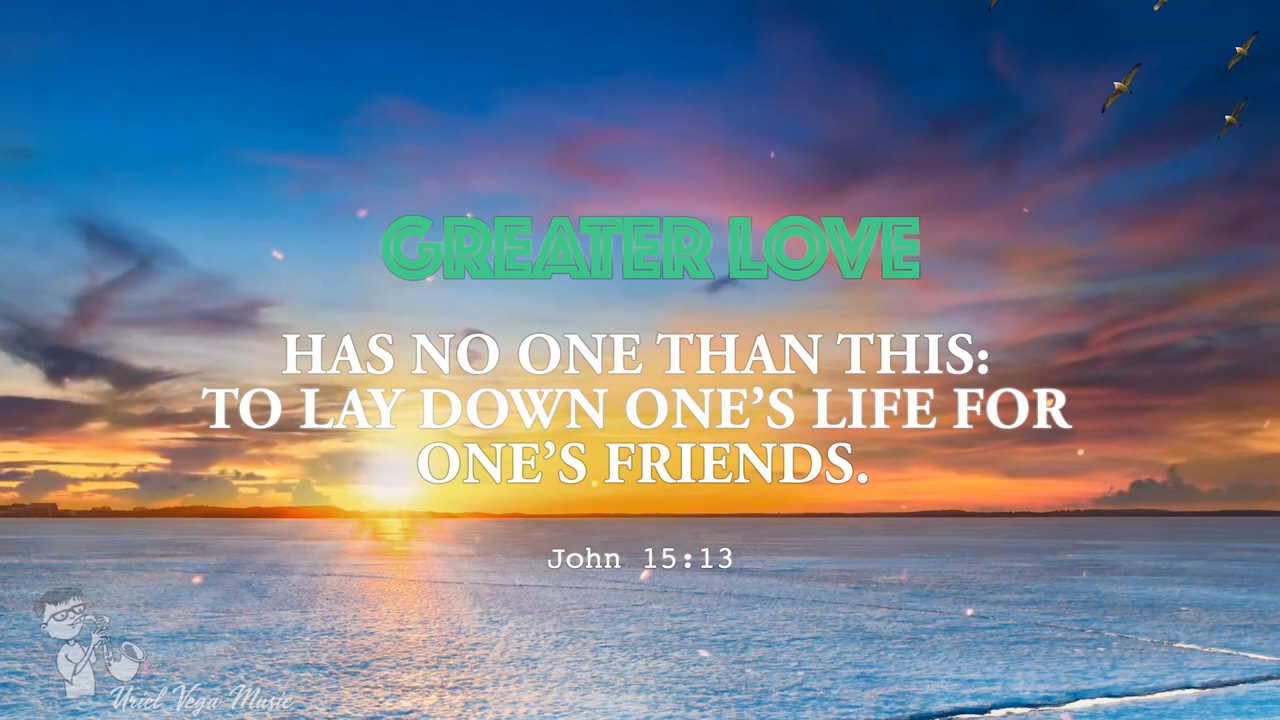 GREATER LOVE
HAS NO ONE THAN THIS:
TO LAY DOWN ONE’S LIFE FOR
ONE’S FRIENDS.
John 15:13
Uriel Vega Music